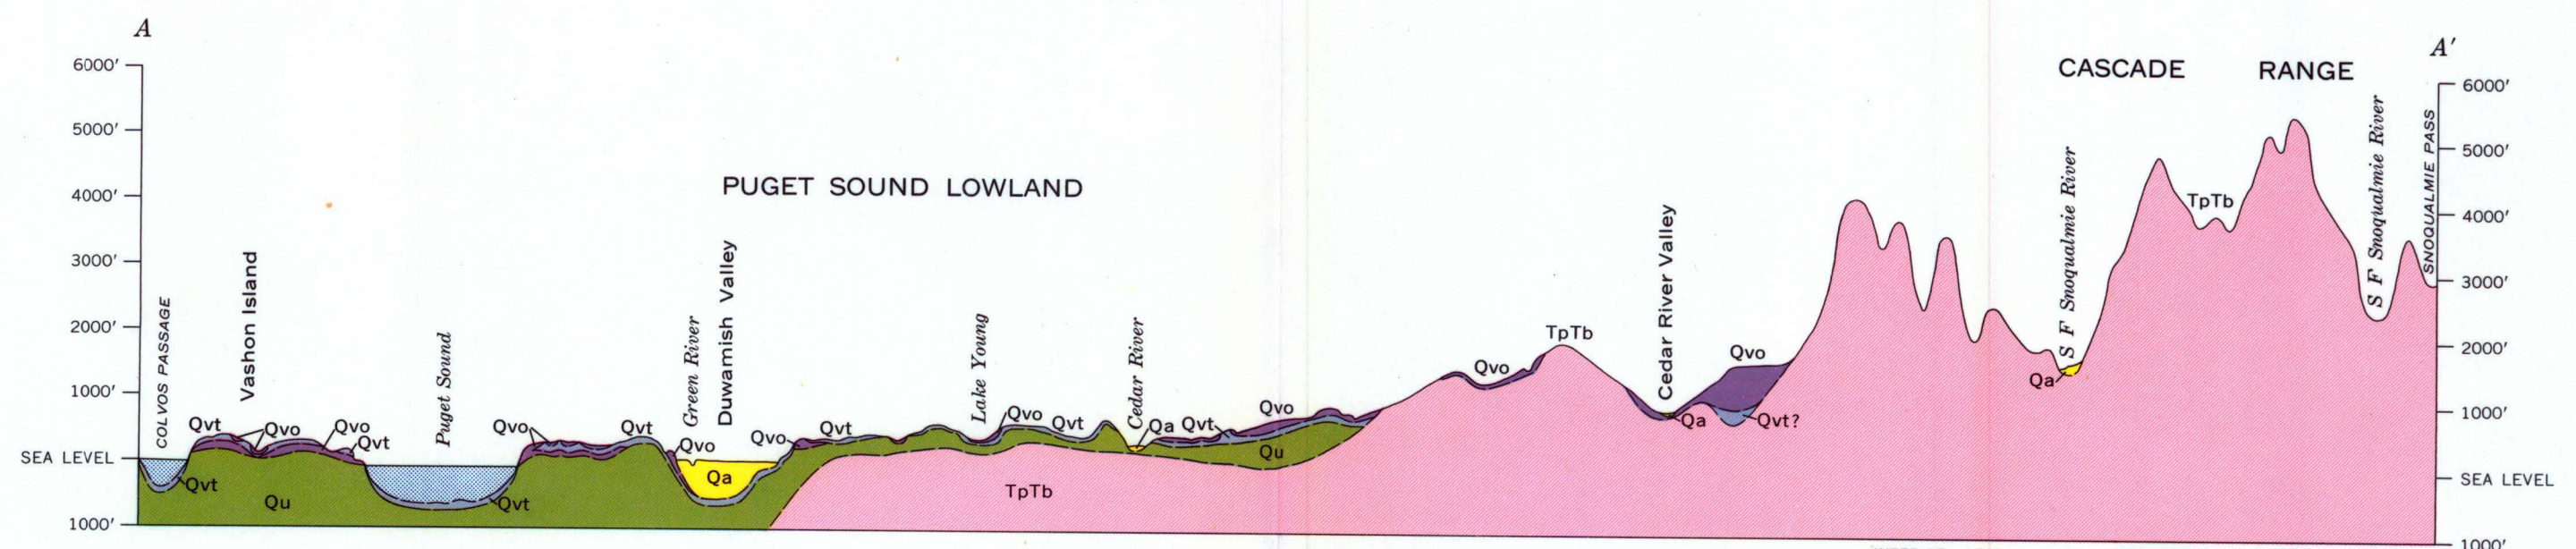 A
A'
6000'
5000'
4000'
3000'
2000'
1000'
SEA LEVEL
1000'
CASCADE RANGE
PUGET SOUND LOWLAND
COLVOS PASSAGE
Vashon Island
Puget Sound
Green River
Duwamish Valley
Lake Young
Cedar River
Cedar River Valley
S F Snoqualmie River
S F Snoqualmie River
SNOQUALMIE PASS
Qvt
Qvo
Qvo
Qvt
Qvt
Qu
Qvt
Qvo
Qvt
Qvo
Qa
Qvo
Qvt
Qvo
Qvt
Qa
Qvt
Qvo
Qu
TpTb
Qvo
TpTb
Qa
Qvo
Qvt?
Qa
TpTb
6000'
5000'
4000'
3000'
2000'
1000'
SEA LEVEL
1000'